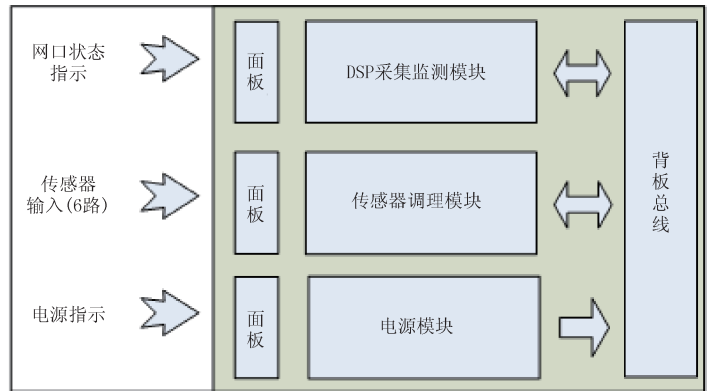 网口状态
指示
面
板
DSP采集监测模块
传感器
输入(6路)
面
板
传感器调理模块
电源指示
面
板
电源模块
背
板
总
线